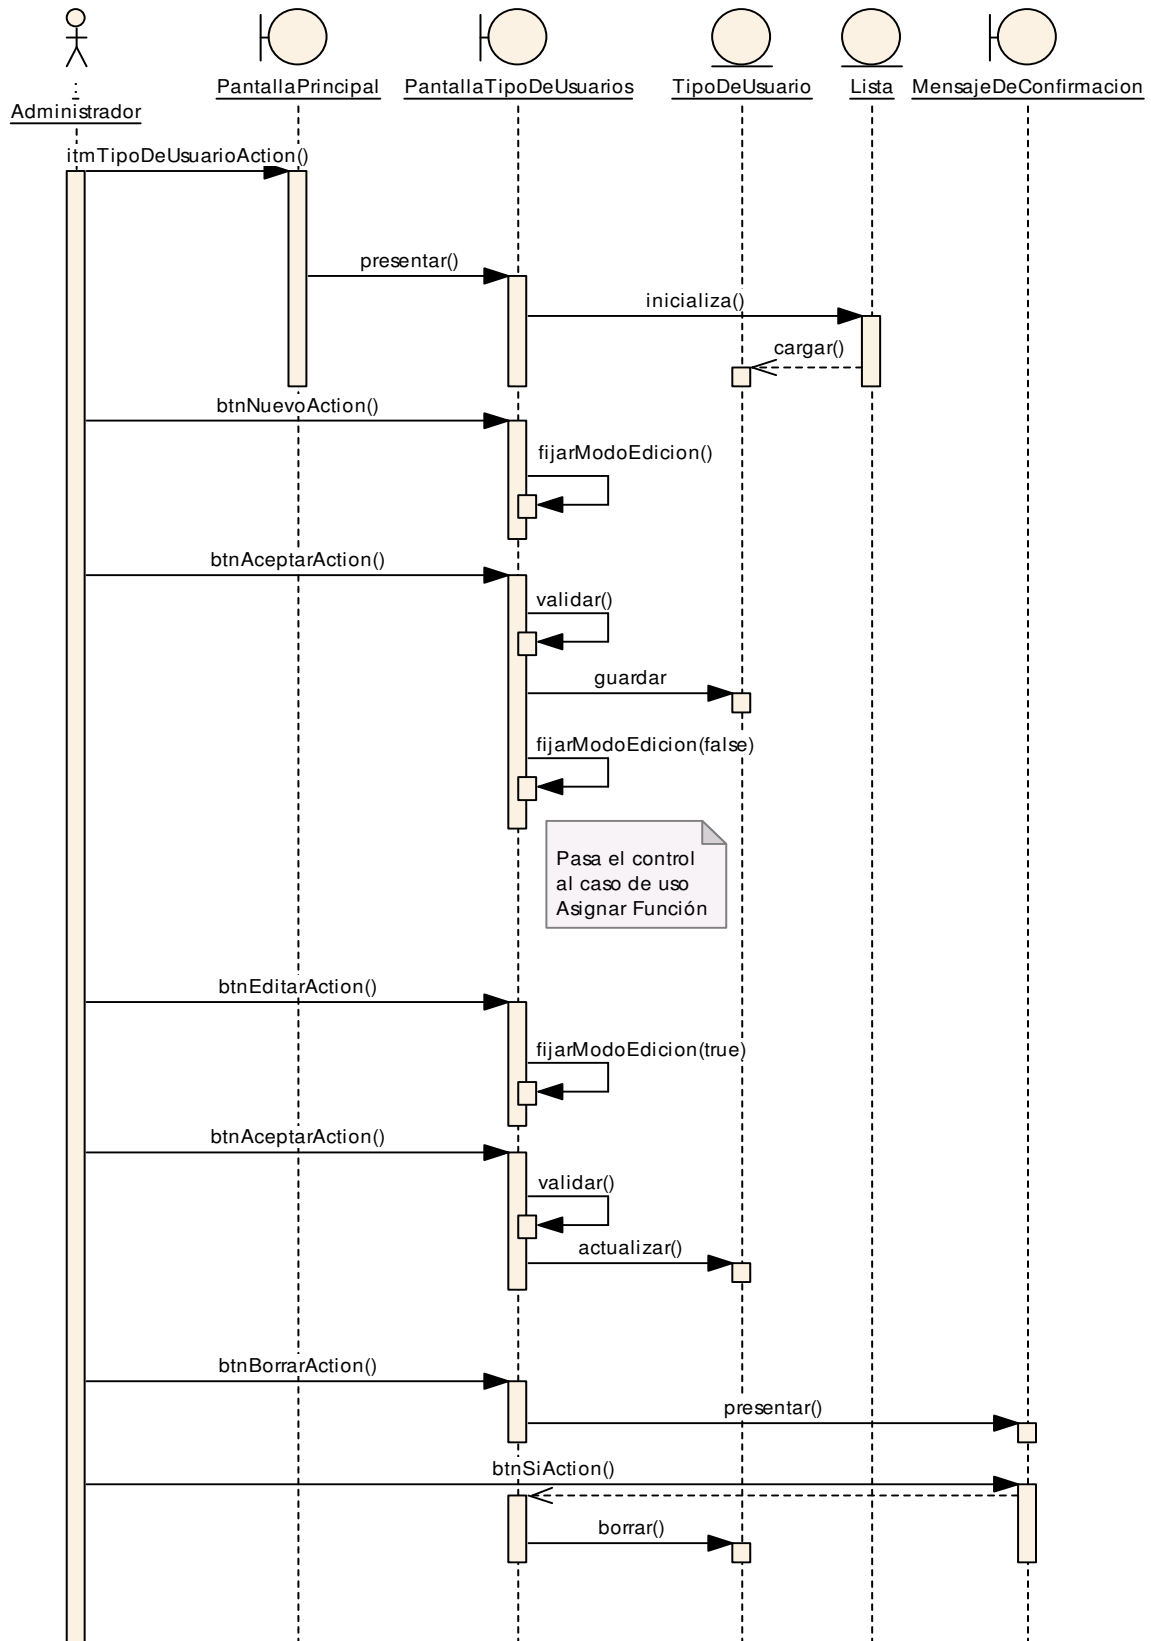 PantallaPrincipal
PantallaTipoDeUsuarios
TipoDeUsuario
Lista
MensajeDeConfirmacion
:
Administrador
itmTipoDeUsuarioAction()
presentar()
inicializa()
cargar()
btnNuevoAction()
fijarModoEdicion()
btnAceptarAction()
validar()
guardar
fijarModoEdicion(false)
Pasa el control
al caso de uso
Asignar Función
btnEditarAction()
fijarModoEdicion(true)
btnAceptarAction()
validar()
actualizar()
btnBorrarAction()
presentar()
btnSiAction()
borrar()